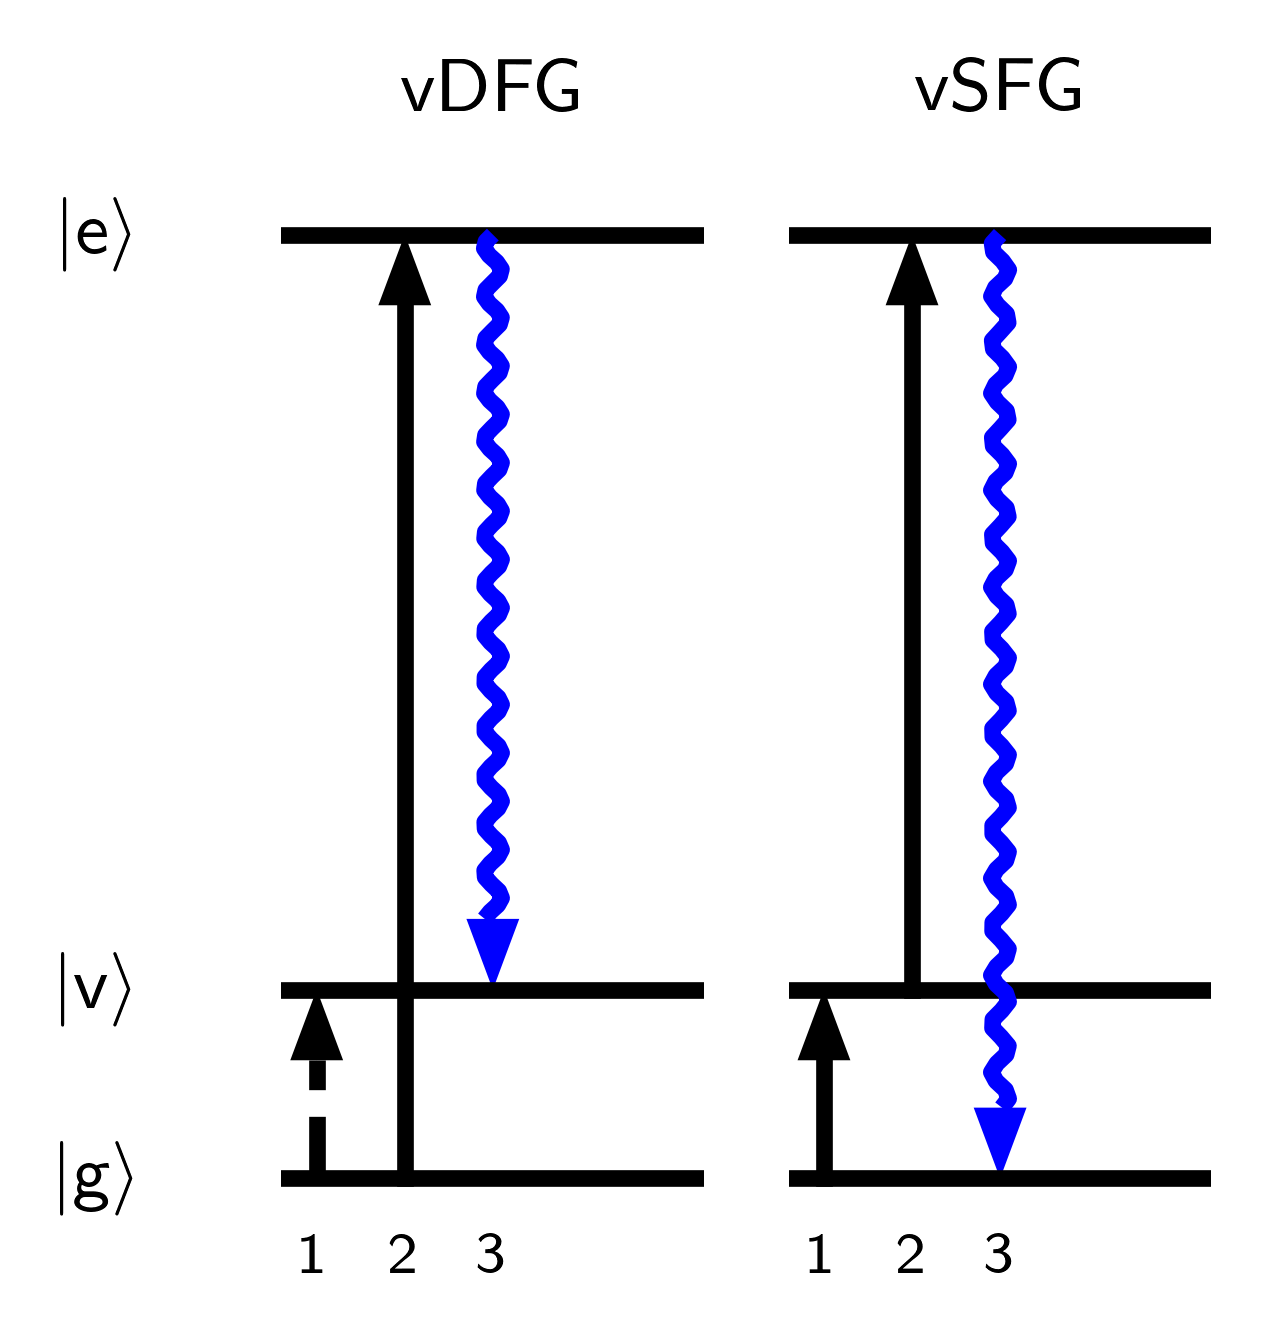 vDFG vSFG
|e⟩
|v⟩
|g⟩
1 2 3 1 2 3